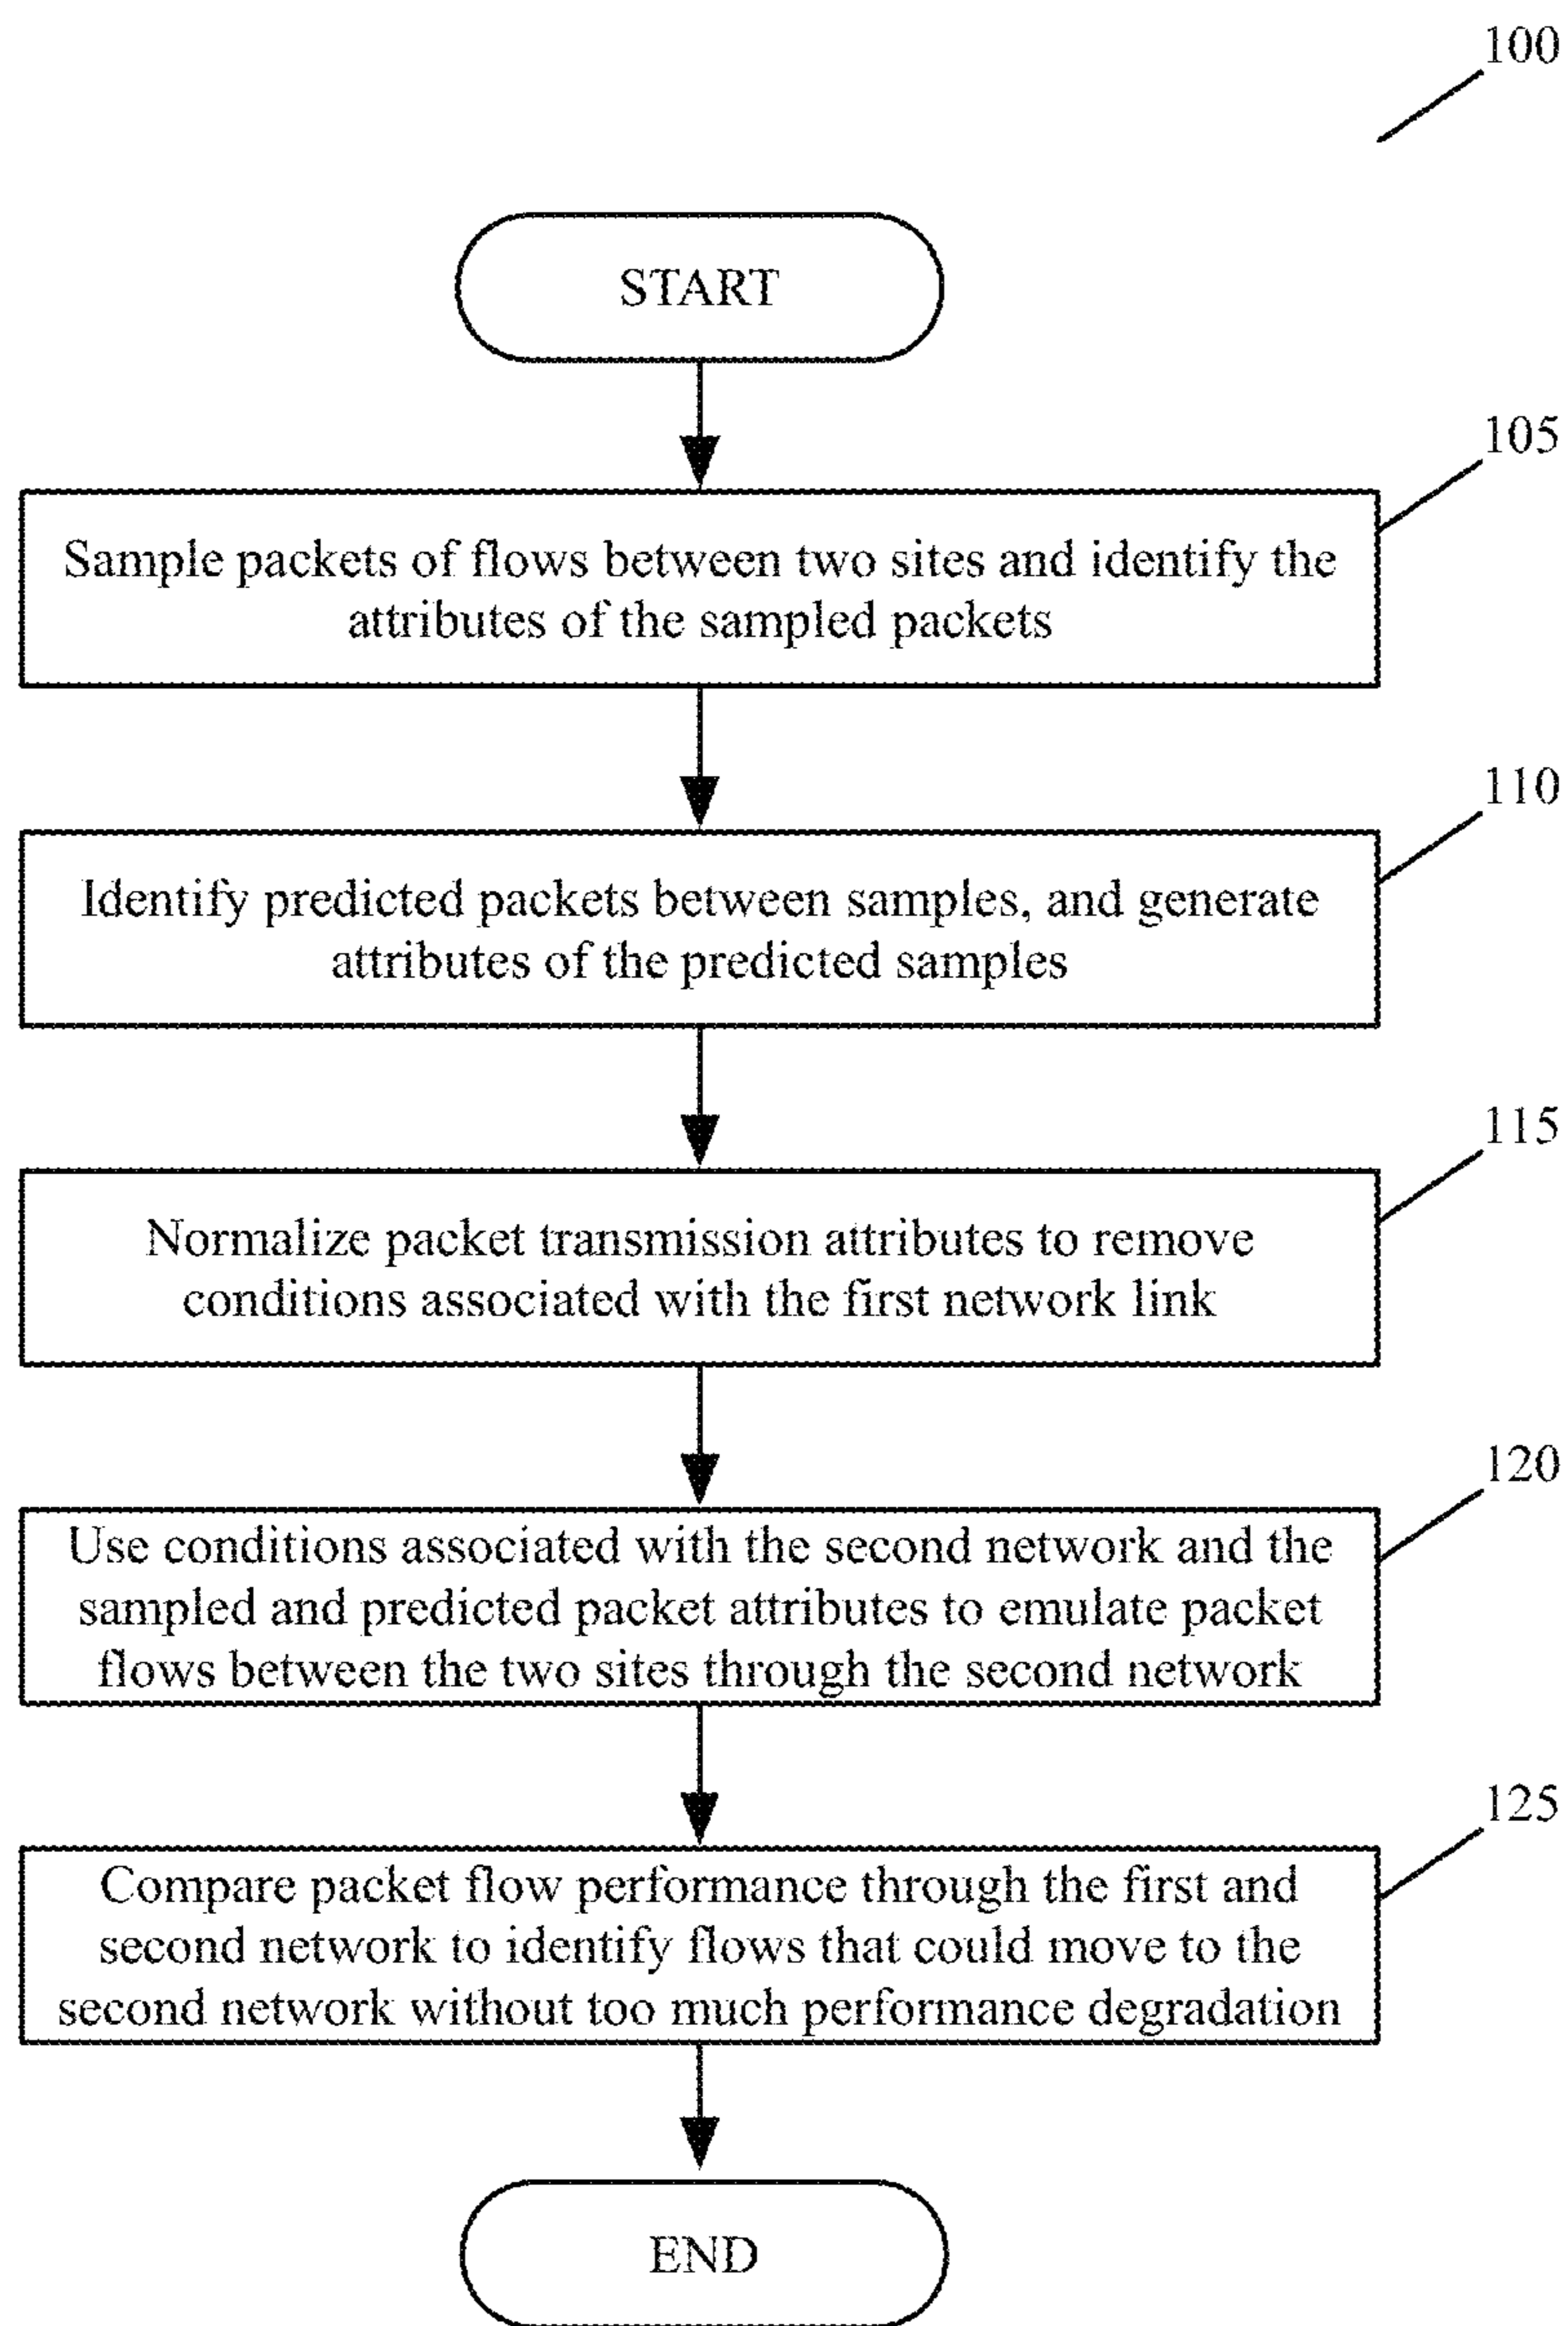 100
START
105
Sample packets of flows between two sites and identify the
attributes of the sampled packets
110
Identify predicted packets between samples, and generate
attributes of the predicted samples
115
Normalize packet transmission attributes to remove
conditions associated with the first network link
120
Use conditions associated with the second network and the
sampled and predicted packet attributes to emulate packet
flows between the two sites through the second network
125
Compare packet flow performance through the first and
second network to identify flows that could move to the
second network without too much performance degradation
END